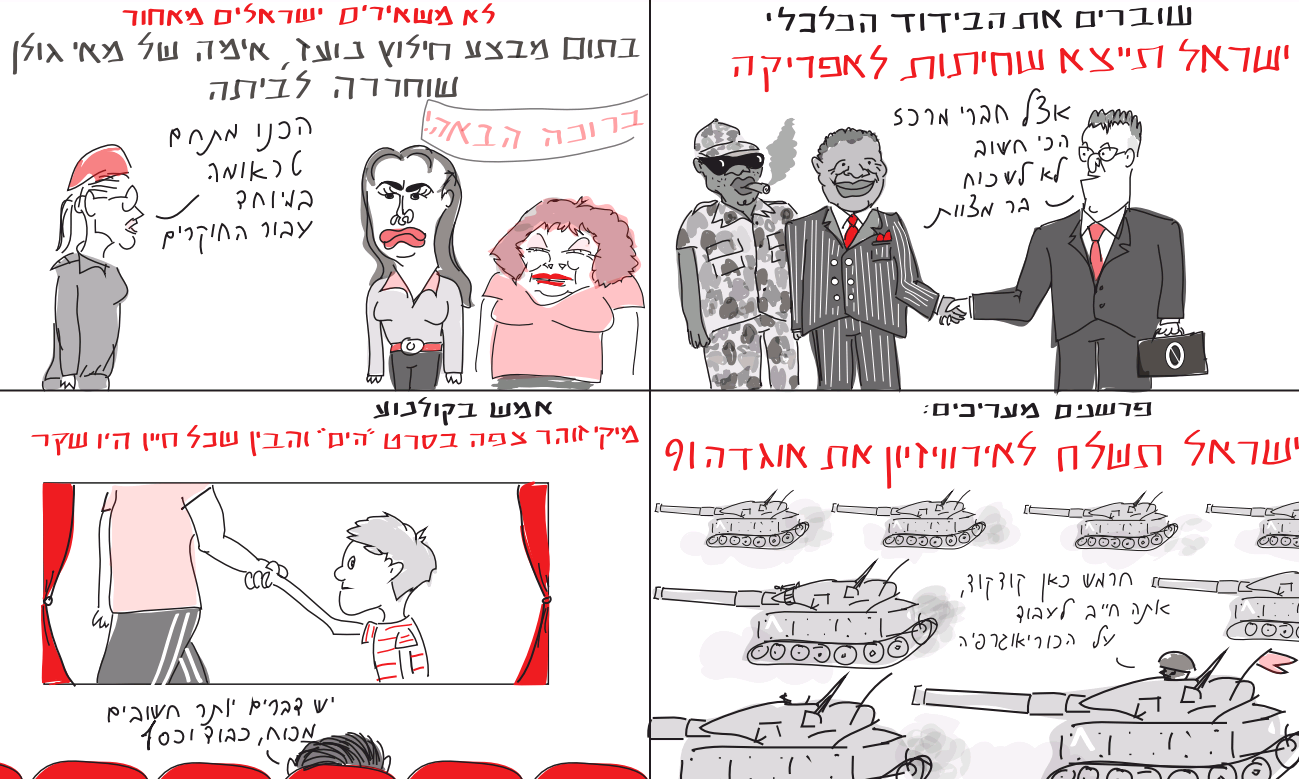 שוברים את הבידוד הכלכלי
ישראל תייצא שחיתות לאפריקה
אצל חברי מרכז
הכי חשוב
לא לשכוח
בר מצוות
לא משאירים ישראלים מאחור
בתום מבצע חילוץ נועז, אימה של מאי גולן
שוחררה לביתה
ברוכה הבאה!
הכנו מתחם
טראומה
במיוחד
עבור החוקרים
פרשנים מעריכים:
ישראל תשלח לאירוויזיון את אוגדה 91
חרמש כאן קודקוד,
אתה חייב לעבוד
על הכוריאוגרפיה
אמש בקולנוע
מיקי זוהר צפה בסרט "הים" והבין שכל חייו היו שקר
יש דברים יותר חשובים
מכוח, כבוד וכסף